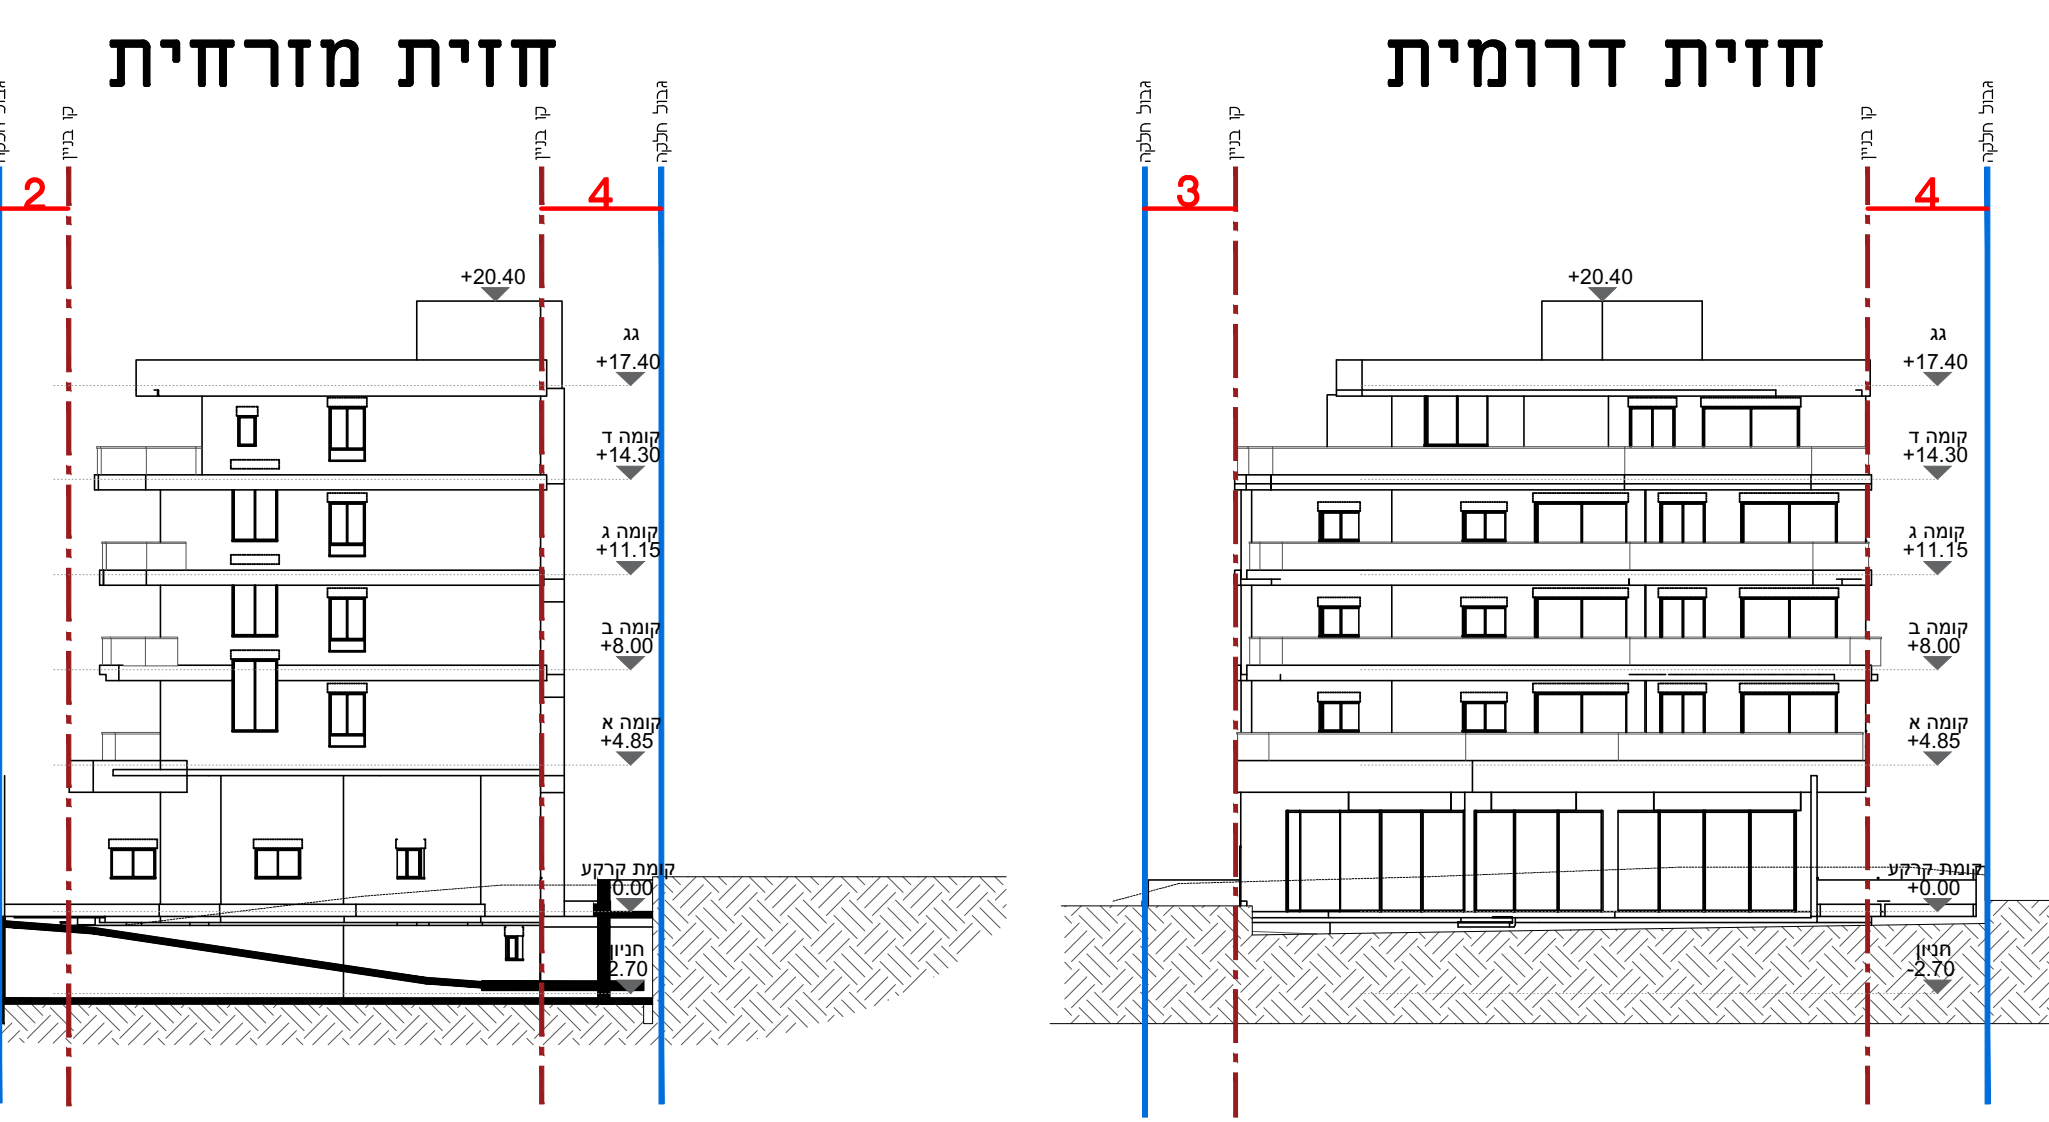 חזית מזרחית
חזית דרומית
גבול חלקה
קו בניין
קו בניין
גבול חלקה
גבול חלקה
קו בניין
קו בניין
גבול חלקה
2
4
3
4
+20.40
גג
+17.40
קומה ד
+14.30
קומה ג
+11.15
קומה ב
+8.00
קומה א
+4.85
קומת קרקע
+0.00
חניון
-2.70
+20.40
גג
+17.40
קומה ד
+14.30
קומה ג
+11.15
קומה ב
+8.00
קומה א
+4.85
קומת קרקע
+0.00
חניון
-2.70